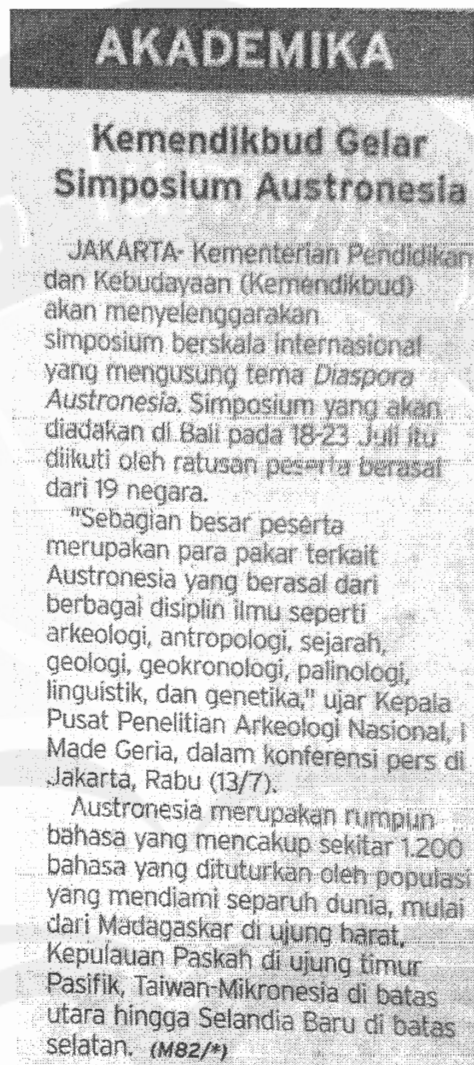 AKADEMIKA
Kemendikbud Gelar
Simposium Austronesia
JAKARTA- Kementerian Pendidikan
dan Kebudayaan (Kemendikbud)
akan menyelenggarakan
simposium berskala internasional
yang mengusung tema Diaspora
Austronesia. Simposium yang akan
diadakan di Bali pada 18-23 Juli itu
diikuti oleh ratusan peserta berasal
dari 19 negara.
"Sebagian besar peserta
merupakan para pakar terkait
Austronesia yang berasal dari
berbagai disiplin ilmu seperti
arkeologi, antropologi, sejarah,
geologi, geokronologi, palinologi,
linguistik, dan genetika," ujar Kepala
Pusat Penelitian Arkeologi Nasional, I
Made Geria, dalam konferensi pers di
Jakarta, Rabu (13/7).
Austronesia merupakan rumpun
bahasa yang mencakup sekitar 1.200
bahasa yang dituturkan oleh populasi
yang mendiami separuh dunia, mulai
dari Madagaskar di ujung barat,
Kepulauan Paskah di ujung timur
Pasifik, Taiwan-Mikronesia di batas
utara hingga Selandia Baru di batas
selatan. (M82/*)